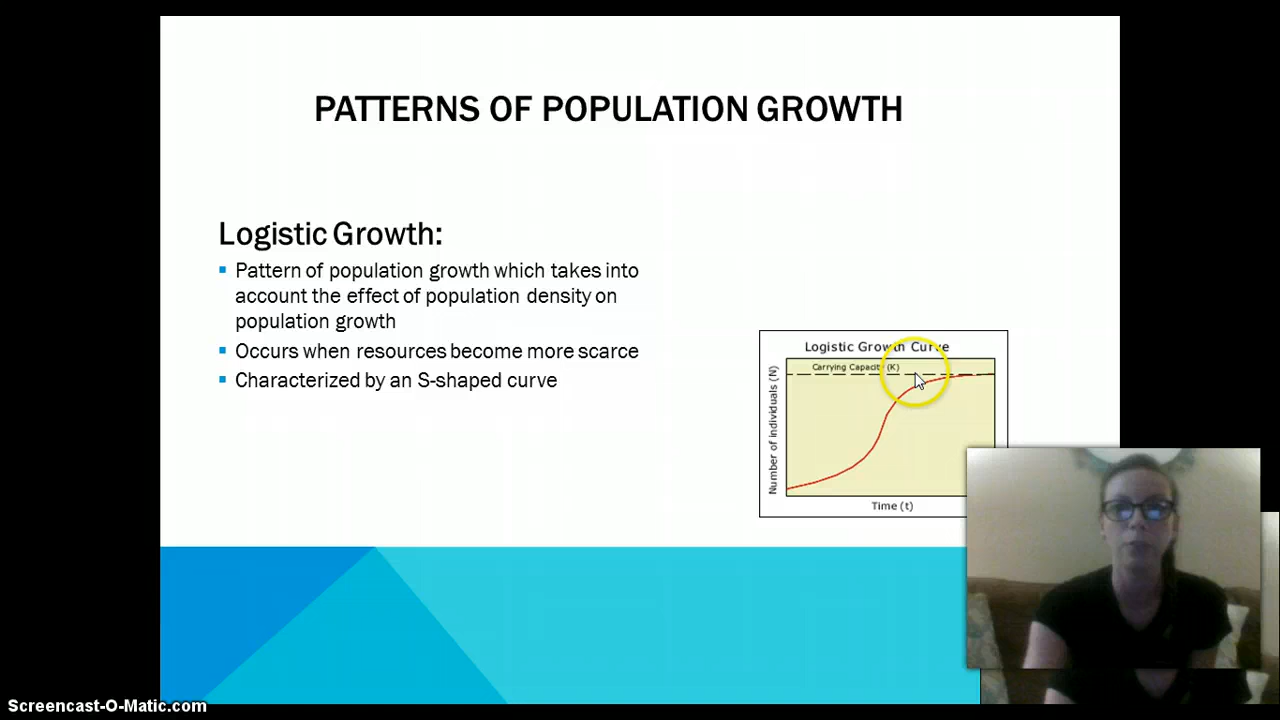 PATTERNS OF POPULATION GROWTH
Logistic Growth:
Pattern of population growth which takes into
account the effect of population density on
population growth
Occurs when resources become more scarce
Characterized by an S-shaped curve
Logistic Growth Curve
Carrying Capacity (K)
Number of Individuals (N)
Time (t)
Screencast-O-Matic.com